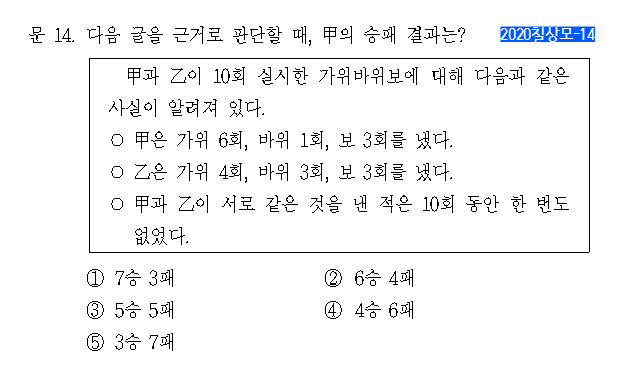 문 14. 다음 글을 근거로 판단할 때, 甲의 승패 결과는? 2020침상모-14
甲과 乙이 10회 실시한 가위바위보에 대해 다음과 같은
사실이 알려져 있다.
○ 甲은 가위 6회, 바위 1회, 보 3회를 냈다.
○ 乙은 가위 4회, 바위 3회, 보 3회를 냈다.
○ 甲과 乙이 서로 같은 것을 낸 적은 10회 동안 한 번도
없었다.
① 7승 3패 ② 6승 4패
③ 5승 5패 ④ 4승 6패
⑤ 3승 7패